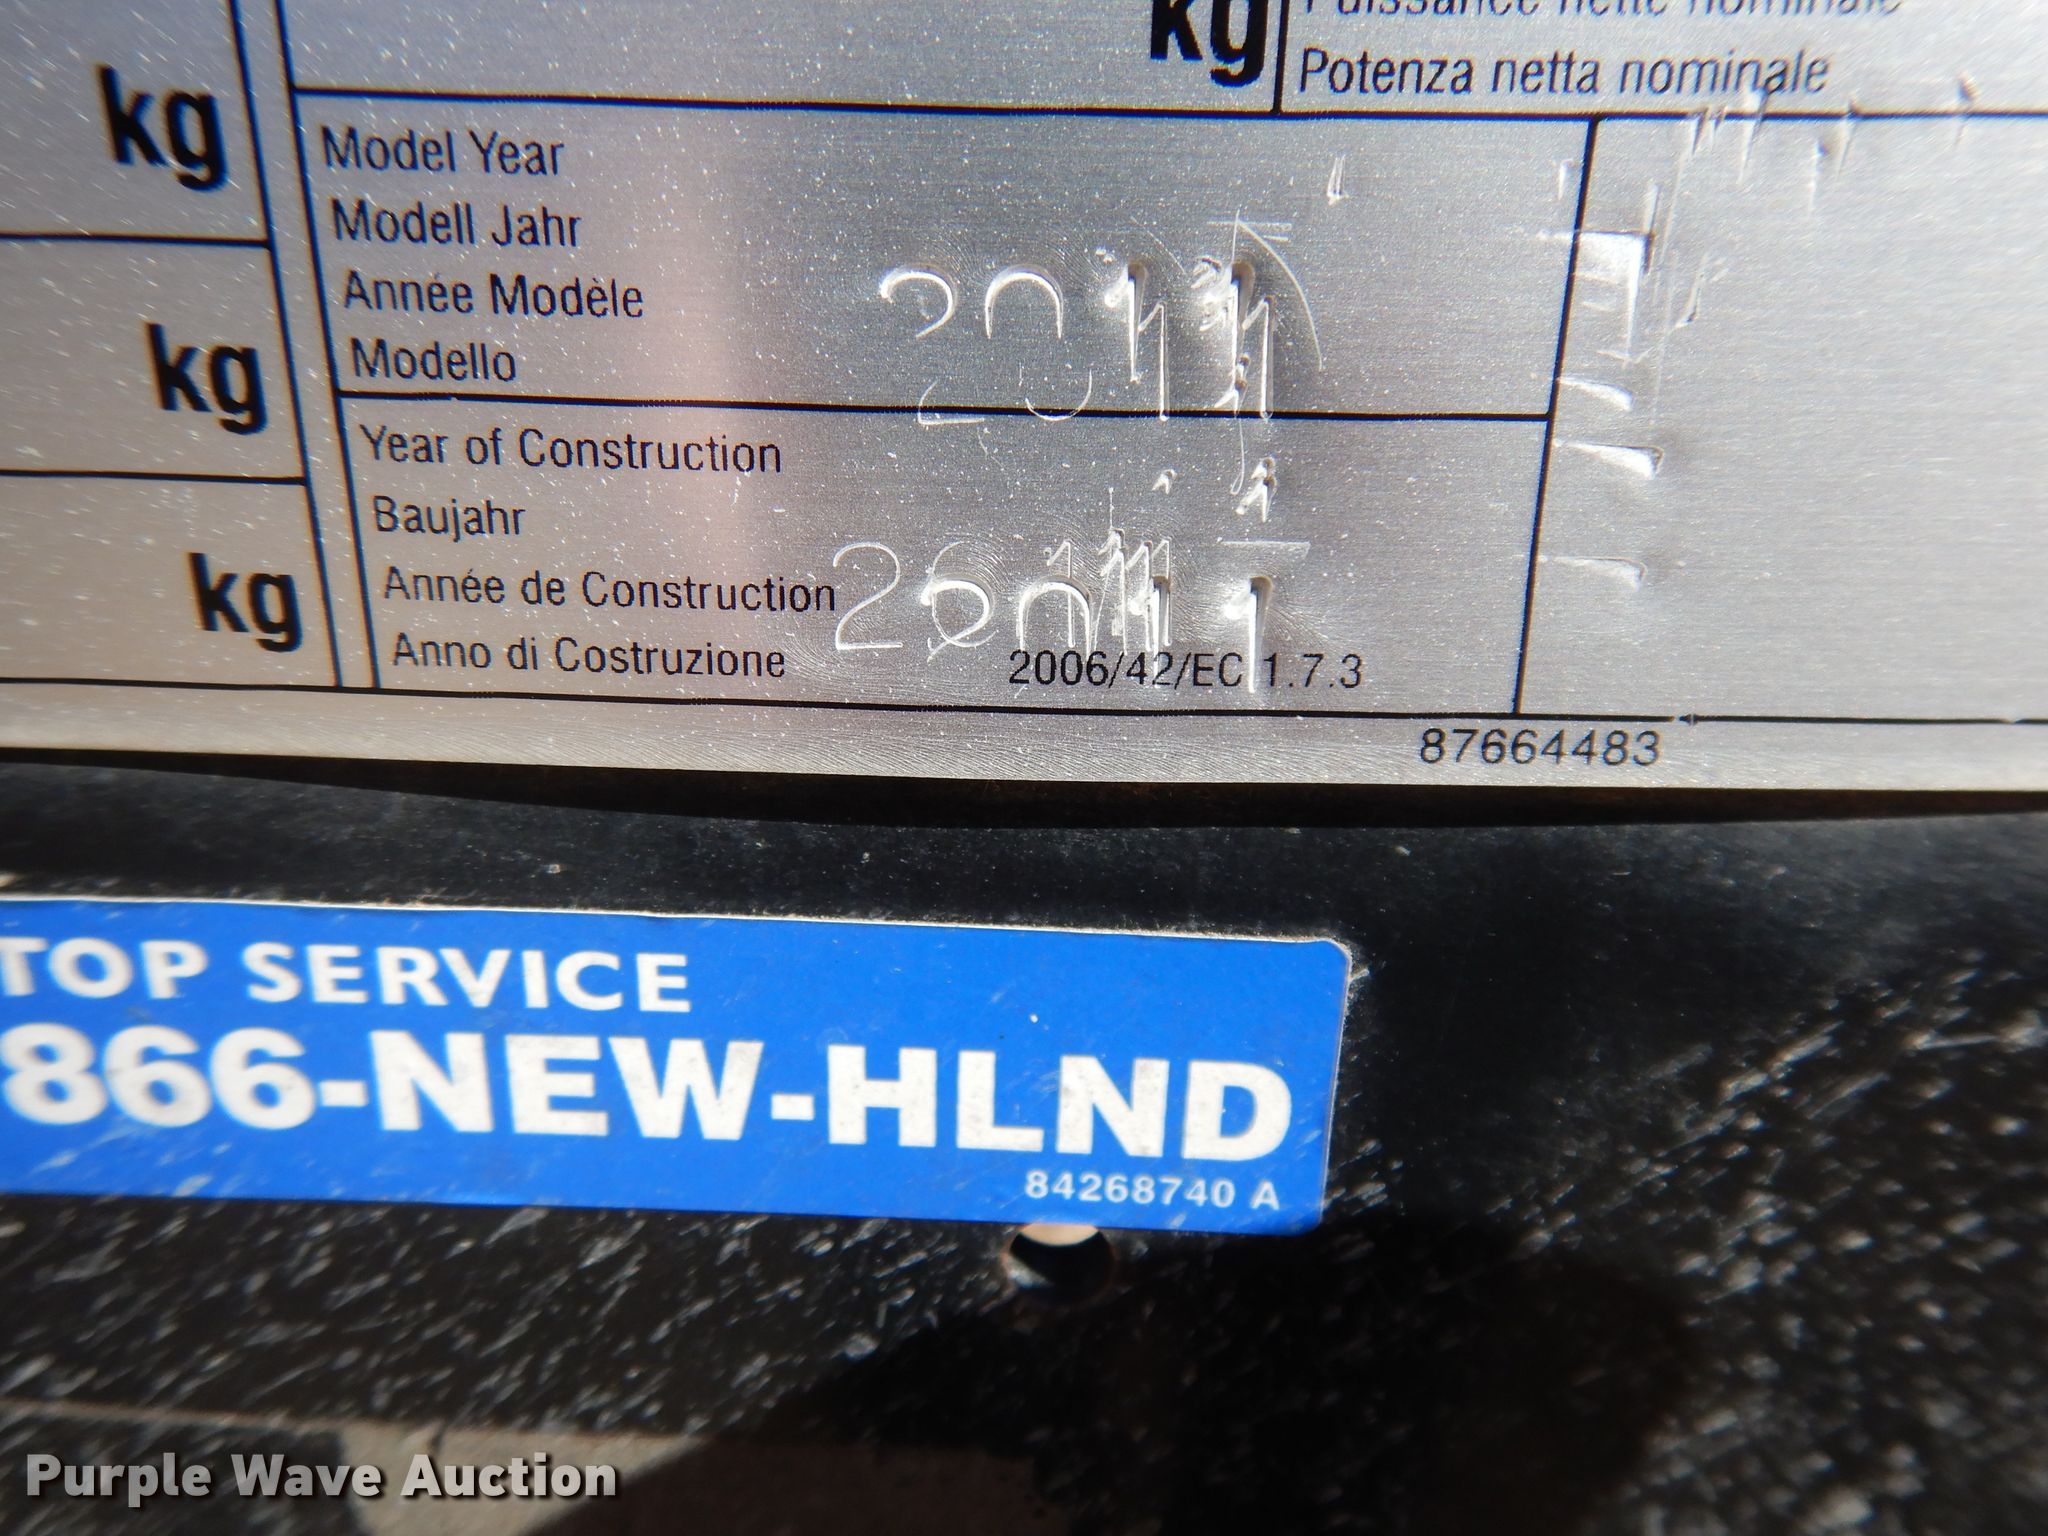 kg
Potenza netta nominale
kg
Model Year
Modell Jahr
Année Modèle
Modello
2011
kg
Year of Construction
Baujahr
Année de Construction
Anno di Costruzione
2006/42/EC 1.7.3
kg
87664483
TOP SERVICE
866-NEW-HLND
84268740 A
Purple Wave Auction